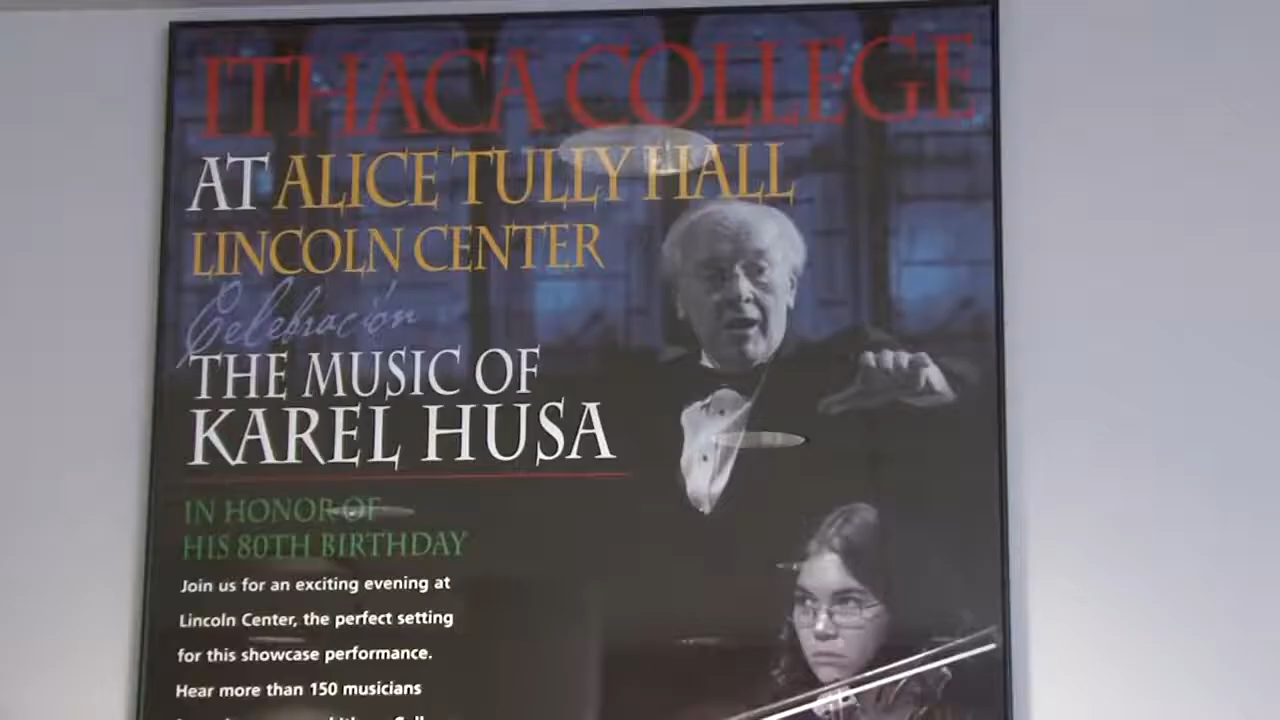 ITHACA COLLEGE
AT ALICE TULLY HALL
LINCOLN CENTER
Celebración
THE MUSIC OF
KAREL HUSA
IN HONOR OF
HIS 80TH BIRTHDAY
Join us for an exciting evening at
Lincoln Center, the perfect setting
for this showcase performance.
Hear more than 150 musicians